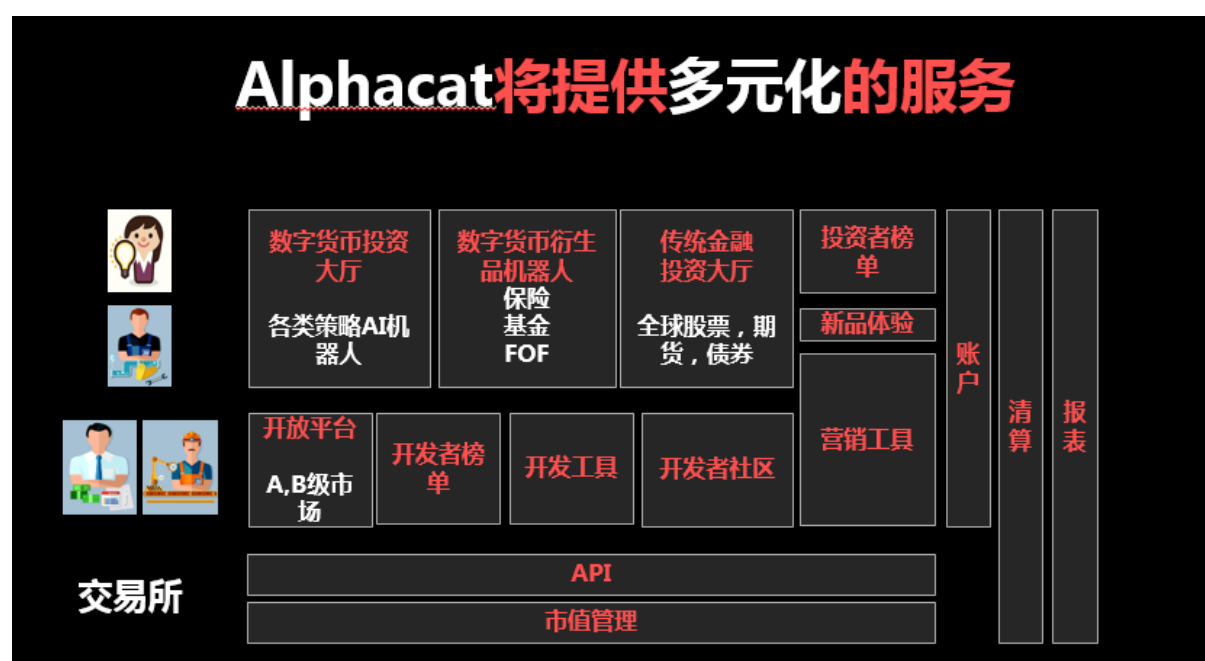 Alphacat将提供多元化的服务
数字货币投资
大厅
各类策略AI机
器人
数字货币衍生
品机器人
保险
基金
FOF
传统金融
投资大厅
全球股票，期
货，债券
投资者榜
单
新品体验
营销工具
账
户
清
算
报
表
开放平台
A,B级市
场
开发者榜
单
开发工具
开发者社区
交易所
API
市值管理